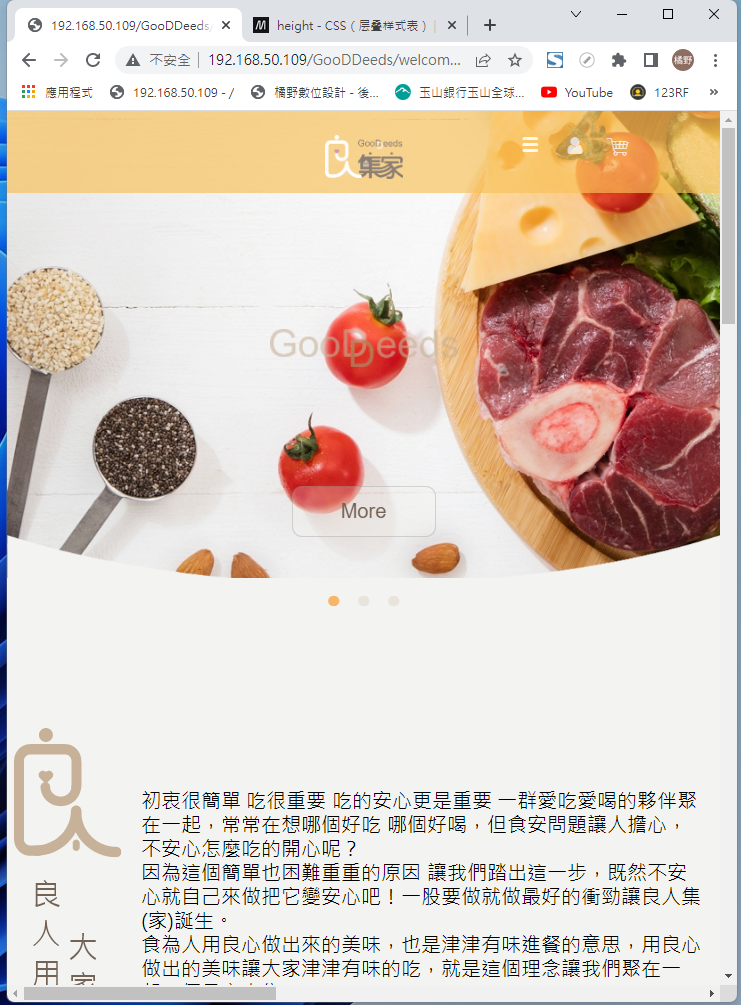 192.168.50.109/GooDDeeds/
height - CSS（层叠样式表）|
不安全 | 192.168.50.109/GooDDeeds/welcom...
橘野
應用程式
192.168.50.109 - /
橘野數位設計 - 後...
玉山銀行玉山全球...
YouTube
123RF
»
GooDeeds
集家
GooDDeeds
More
初衷很簡單 吃很重要 吃的安心更是重要 一群愛吃愛喝的夥伴聚
在一起，常常在想哪個好吃 哪個好喝，但食安問題讓人擔心，
不安心怎麼吃的開心呢？
因為這個簡單也困難重重的原因 讓我們踏出這一步，既然不安
心就自己來做把它變安心吧！一股要做就做最好的衝勁讓良人集
(家)誕生。
食為人用良心做出來的美味，也是津津有味進餐的意思，用良心
做出的美味讓大家津津有味的吃，就是這個理念讓我們聚在一
良人用
大家